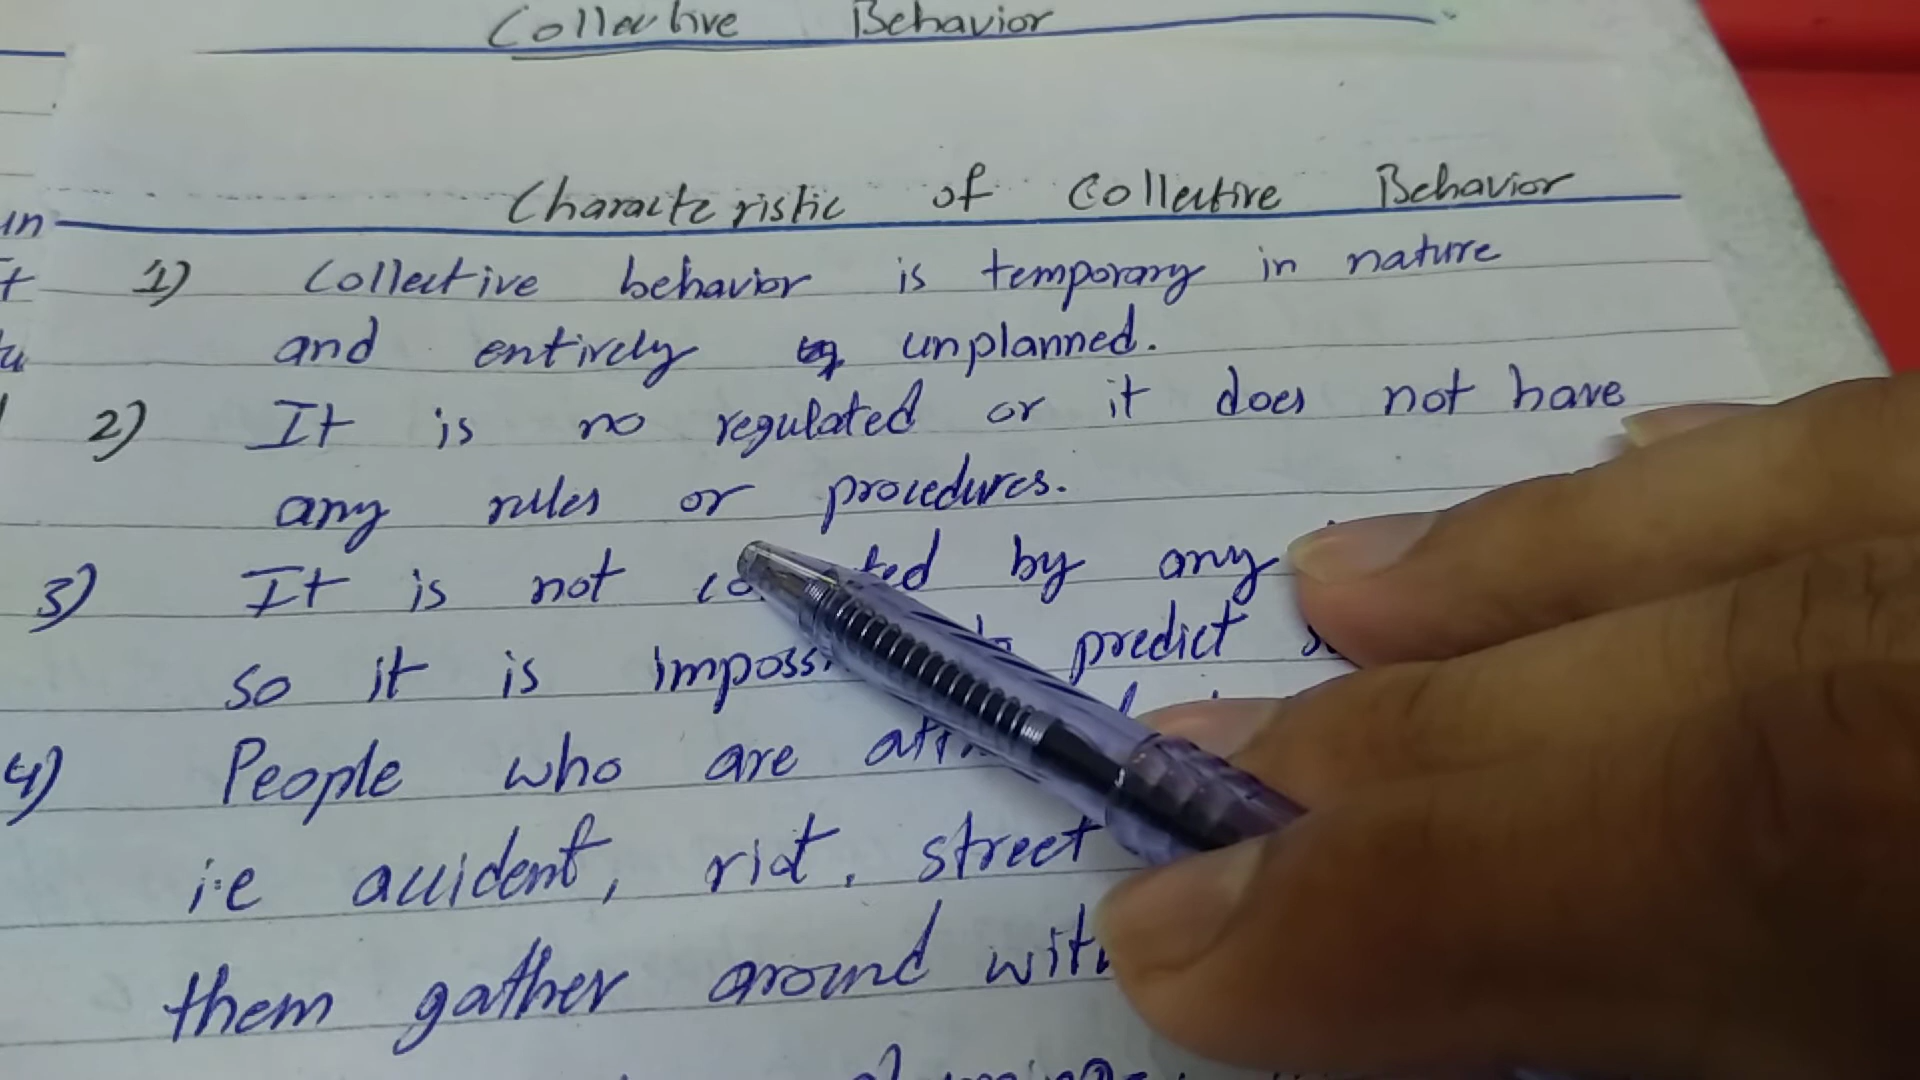 Collective Behavior
Characteristic of Collective Behavior
1) Collective behavior is temporary in nature
and entirely unplanned.
2) It is no regulated or it does not have
any rules or procedures.
3) It is not by any
so it is predict
4) People who are
i.e accident, riot, street
them gather around